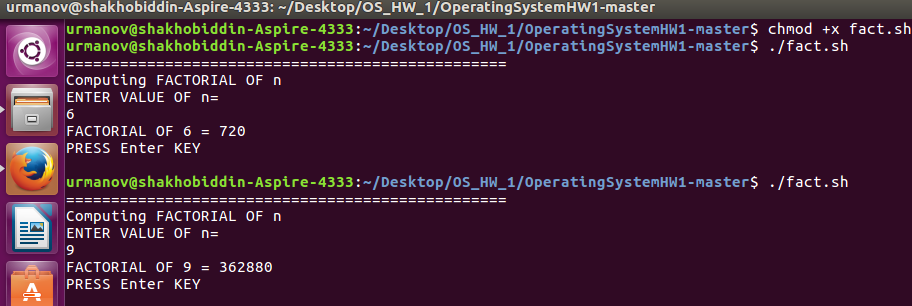 urmanov@shakhobiddin-Aspire-4333: ~/Desktop/OS_HW_1/OperatingSystemHW1-master
urmanov@shakhobiddin-Aspire-4333:~/Desktop/OS_HW_1/OperatingSystemHW1-master$ chmod +x fact.sh
urmanov@shakhobiddin-Aspire-4333:~/Desktop/OS_HW_1/OperatingSystemHW1-master$ ./fact.sh
=================================================
Computing FACTORIAL OF n
ENTER VALUE OF n=
6
FACTORIAL OF 6 = 720
PRESS Enter KEY
urmanov@shakhobiddin-Aspire-4333:~/Desktop/OS_HW_1/OperatingSystemHW1-master$ ./fact.sh
=================================================
Computing FACTORIAL OF n
ENTER VALUE OF n=
9
FACTORIAL OF 9 = 362880
PRESS Enter KEY